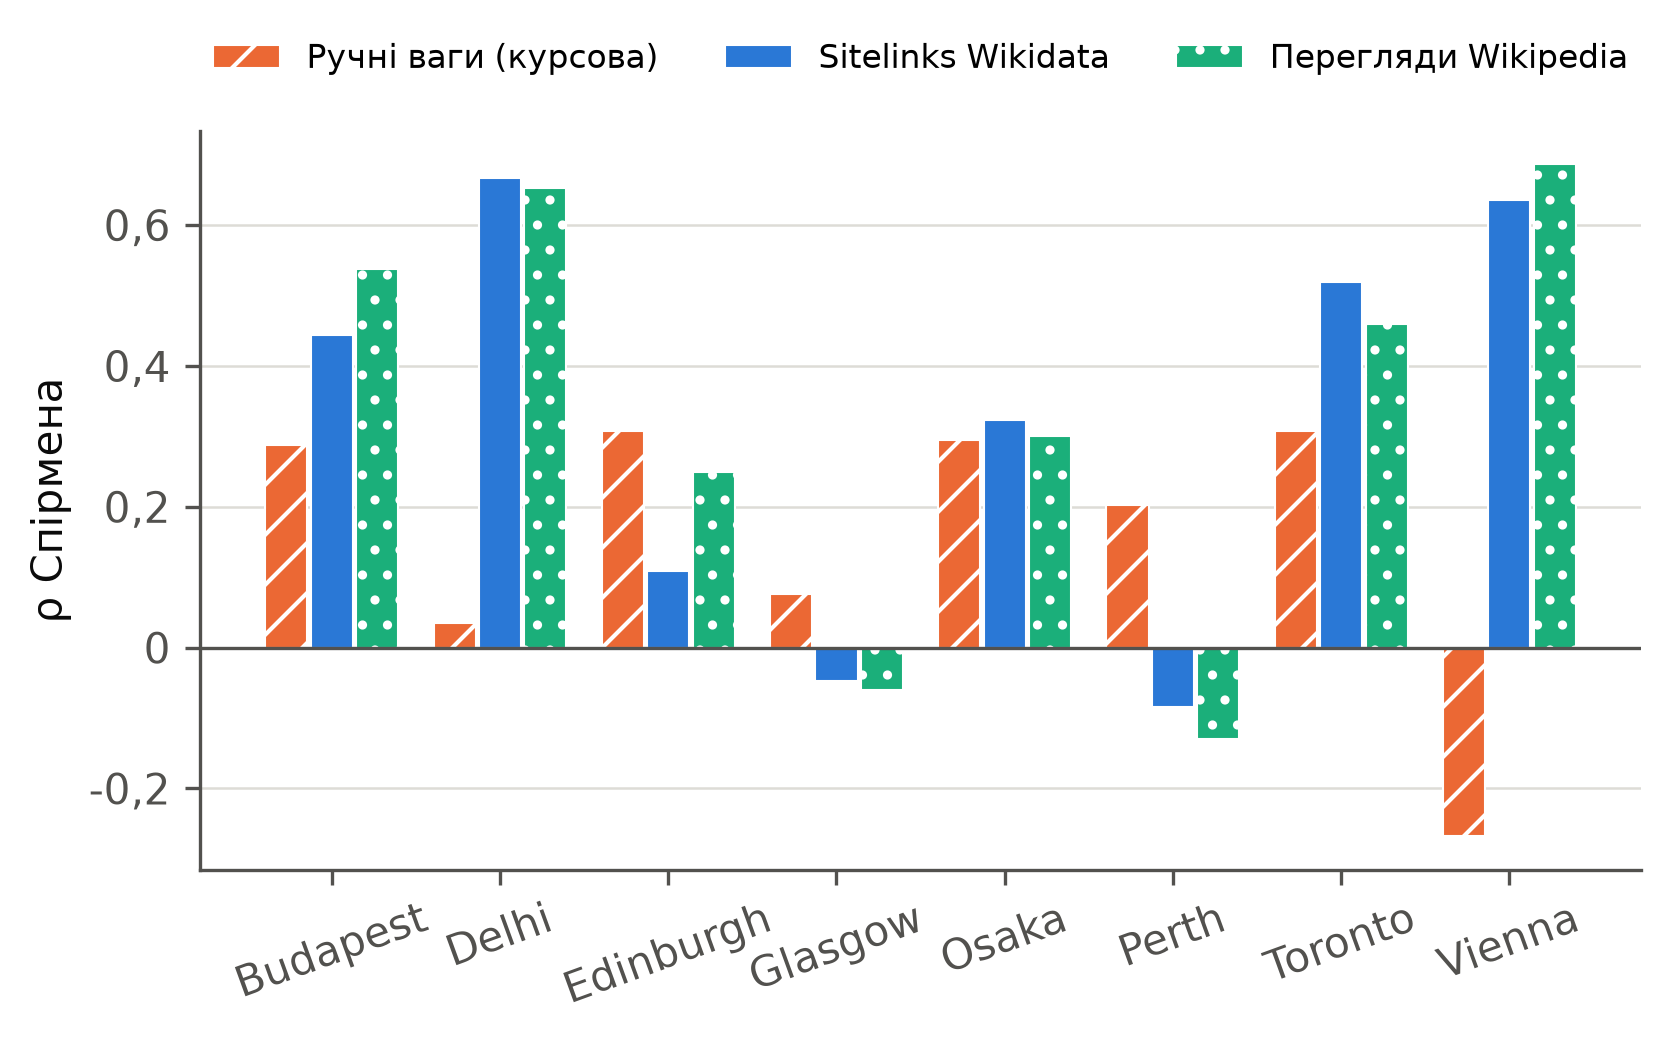 Ручні ваги (курсова)
Sitelinks Wikidata
Перегляди Wikipedia
ρ Спірмена
0,6
0,4
0,2
0
-0,2
Budapest
Delhi
Edinburgh
Glasgow
Osaka
Perth
Toronto
Vienna